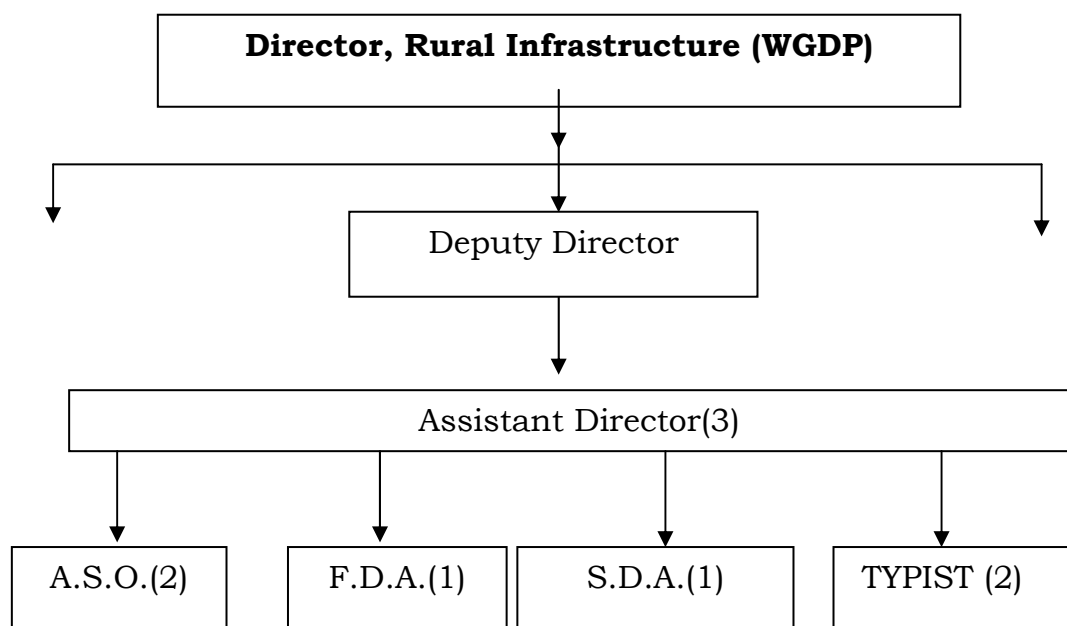 Director, Rural Infrastructure (WGDP)
Deputy Director
Assistant Director(3)
A.S.O.(2)
F.D.A.(1)
S.D.A.(1)
TYPIST (2)